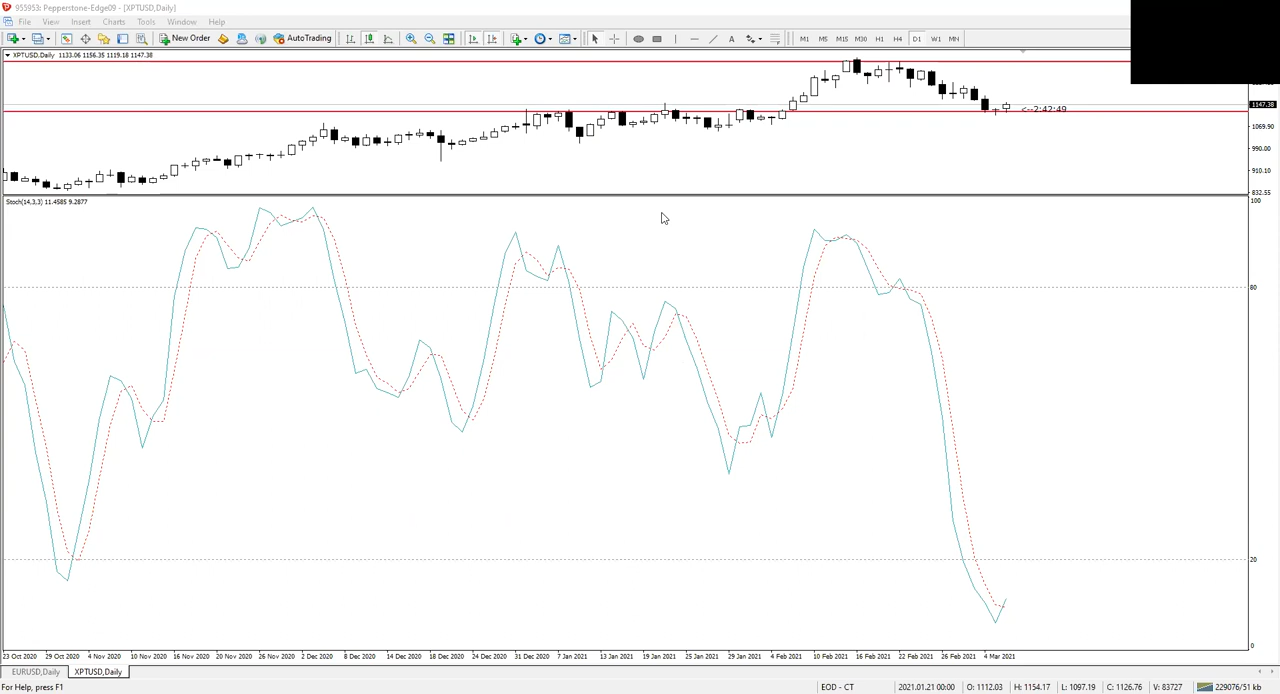 955953: Pepperstone-Edge09 - [XPTUSD,Daily]
File View Insert Charts Tools Window Help
New Order AutoTrading A M1 M5 M15 M30 H1 H4 D1 W1 MN
XPTUSD,Daily 1133.06 1156.35 1119.18 1147.38
1147.38
<--2:42:49
1069.90
990.00
910.10
832.55
Stoch(14,3,3) 11.4585 9.2877
100
80
20
0
23 Oct 2020 29 Oct 2020 4 Nov 2020 10 Nov 2020 16 Nov 2020 20 Nov 2020 26 Nov 2020 2 Dec 2020 8 Dec 2020 14 Dec 2020 18 Dec 2020 24 Dec 2020 31 Dec 2020 7 Jan 2021 13 Jan 2021 19 Jan 2021 25 Jan 2021 29 Jan 2021 4 Feb 2021 10 Feb 2021 16 Feb 2021 22 Feb 2021 26 Feb 2021 4 Mar 2021
EURUSD,Daily XPTUSD,Daily
For Help, press F1 EOD - CT 2021.01.21 00:00 O: 1112.03 H: 1154.17 L: 1097.19 C: 1126.76 V: 83727 229076/51 kb